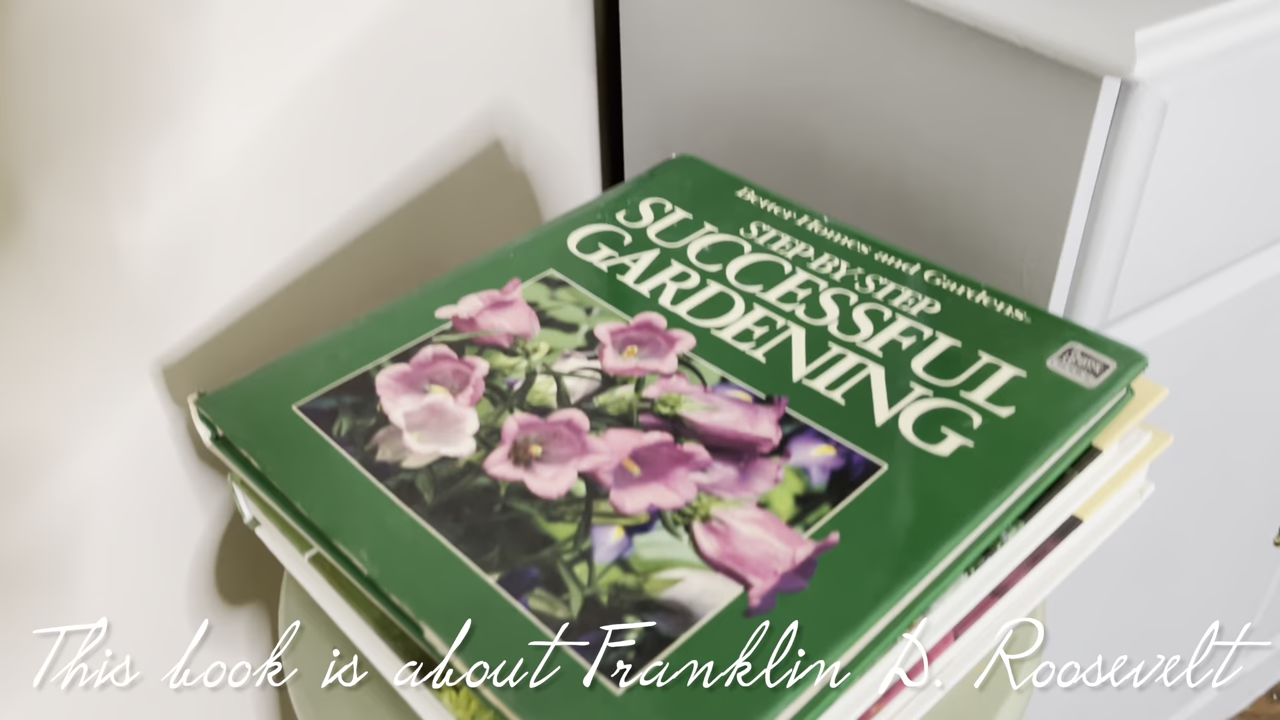 Better Homes and Gardens®
STEP-BY-STEP
SUCCESSFUL
GARDENING
This book is about Franklin D. Roosevelt